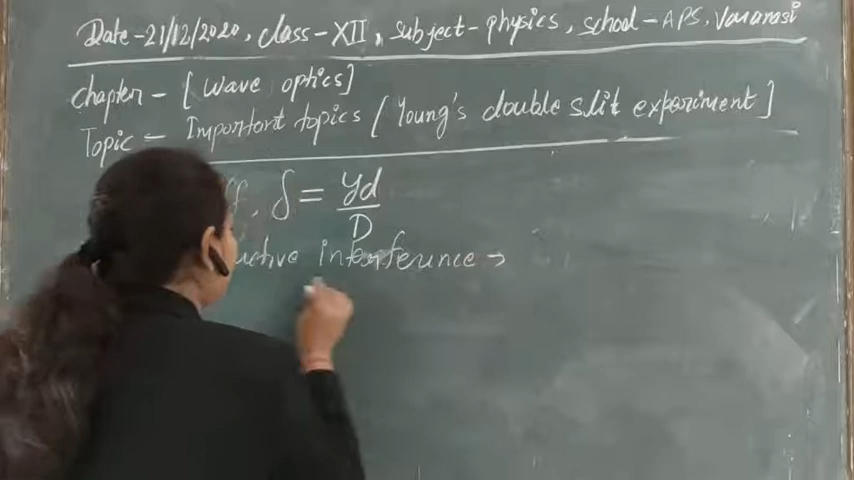 Date-21/12/2020, class-XII, subject-physics, school-APS, Varanasi
chapter - [wave optics]
Topic - Important topics [Young's double slit experiment]
δ = yd/D
interference →